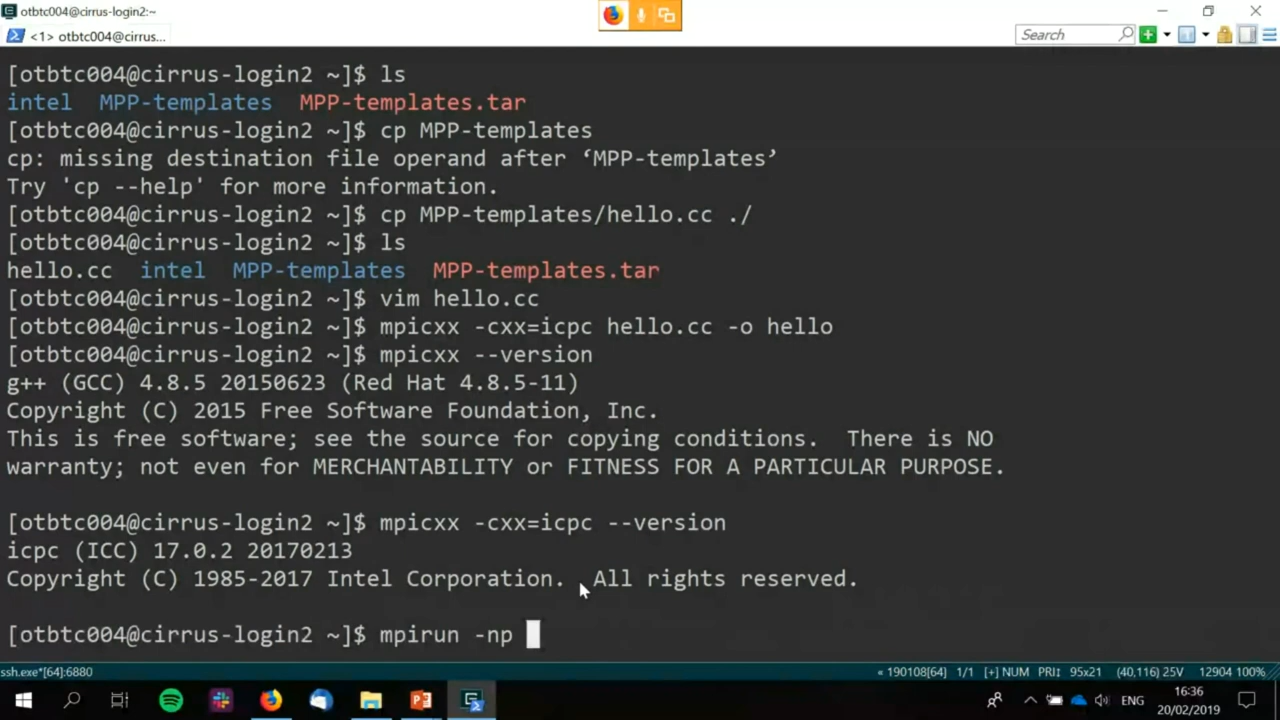 otbtc004@cirrus-login2:~
<1> otbtc004@cirrus...
Search
[otbtc004@cirrus-login2 ~]$ ls
intel  MPP-templates  MPP-templates.tar
[otbtc004@cirrus-login2 ~]$ cp MPP-templates
cp: missing destination file operand after ‘MPP-templates’
Try 'cp --help' for more information.
[otbtc004@cirrus-login2 ~]$ cp MPP-templates/hello.cc ./
[otbtc004@cirrus-login2 ~]$ ls
hello.cc  intel  MPP-templates  MPP-templates.tar
[otbtc004@cirrus-login2 ~]$ vim hello.cc
[otbtc004@cirrus-login2 ~]$ mpicxx -cxx=icpc hello.cc -o hello
[otbtc004@cirrus-login2 ~]$ mpicxx --version
g++ (GCC) 4.8.5 20150623 (Red Hat 4.8.5-11)
Copyright (C) 2015 Free Software Foundation, Inc.
This is free software; see the source for copying conditions.  There is NO
warranty; not even for MERCHANTABILITY or FITNESS FOR A PARTICULAR PURPOSE.
[otbtc004@cirrus-login2 ~]$ mpicxx -cxx=icpc --version
icpc (ICC) 17.0.2 20170213
Copyright (C) 1985-2017 Intel Corporation.  All rights reserved.
[otbtc004@cirrus-login2 ~]$ mpirun -np
ssh.exe*[64]:6880
« 190108[64] 1/1 [+] NUM PRI↕ 95x21 (40,116) 25V 12904 100%
ENG
16:36
20/02/2019